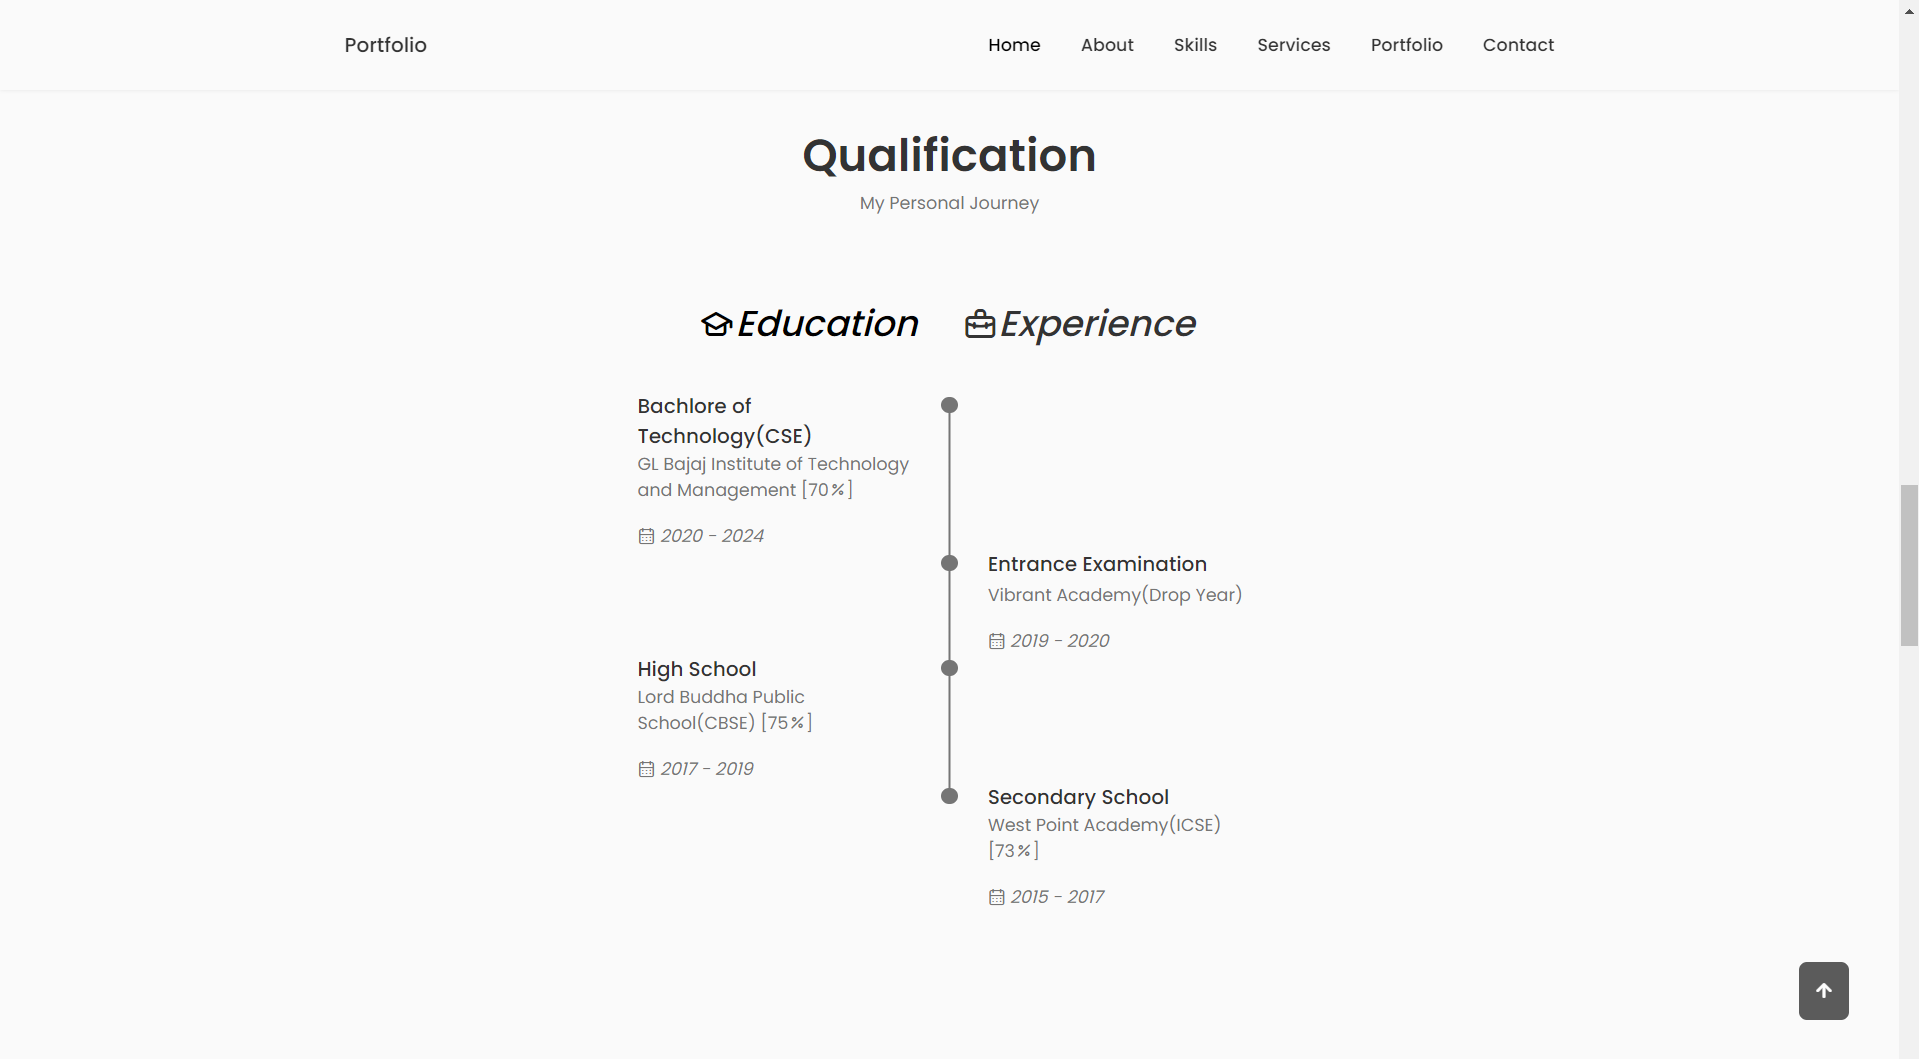 Portfolio
Home About Skills Services Portfolio Contact
Qualification
My Personal Journey
Education Experience
Bachlore of
Technology(CSE)
GL Bajaj Institute of Technology
and Management [70%]
2020 - 2024
Entrance Examination
Vibrant Academy(Drop Year)
2019 - 2020
High School
Lord Buddha Public
School(CBSE) [75%]
2017 - 2019
Secondary School
West Point Academy(ICSE)
[73%]
2015 - 2017